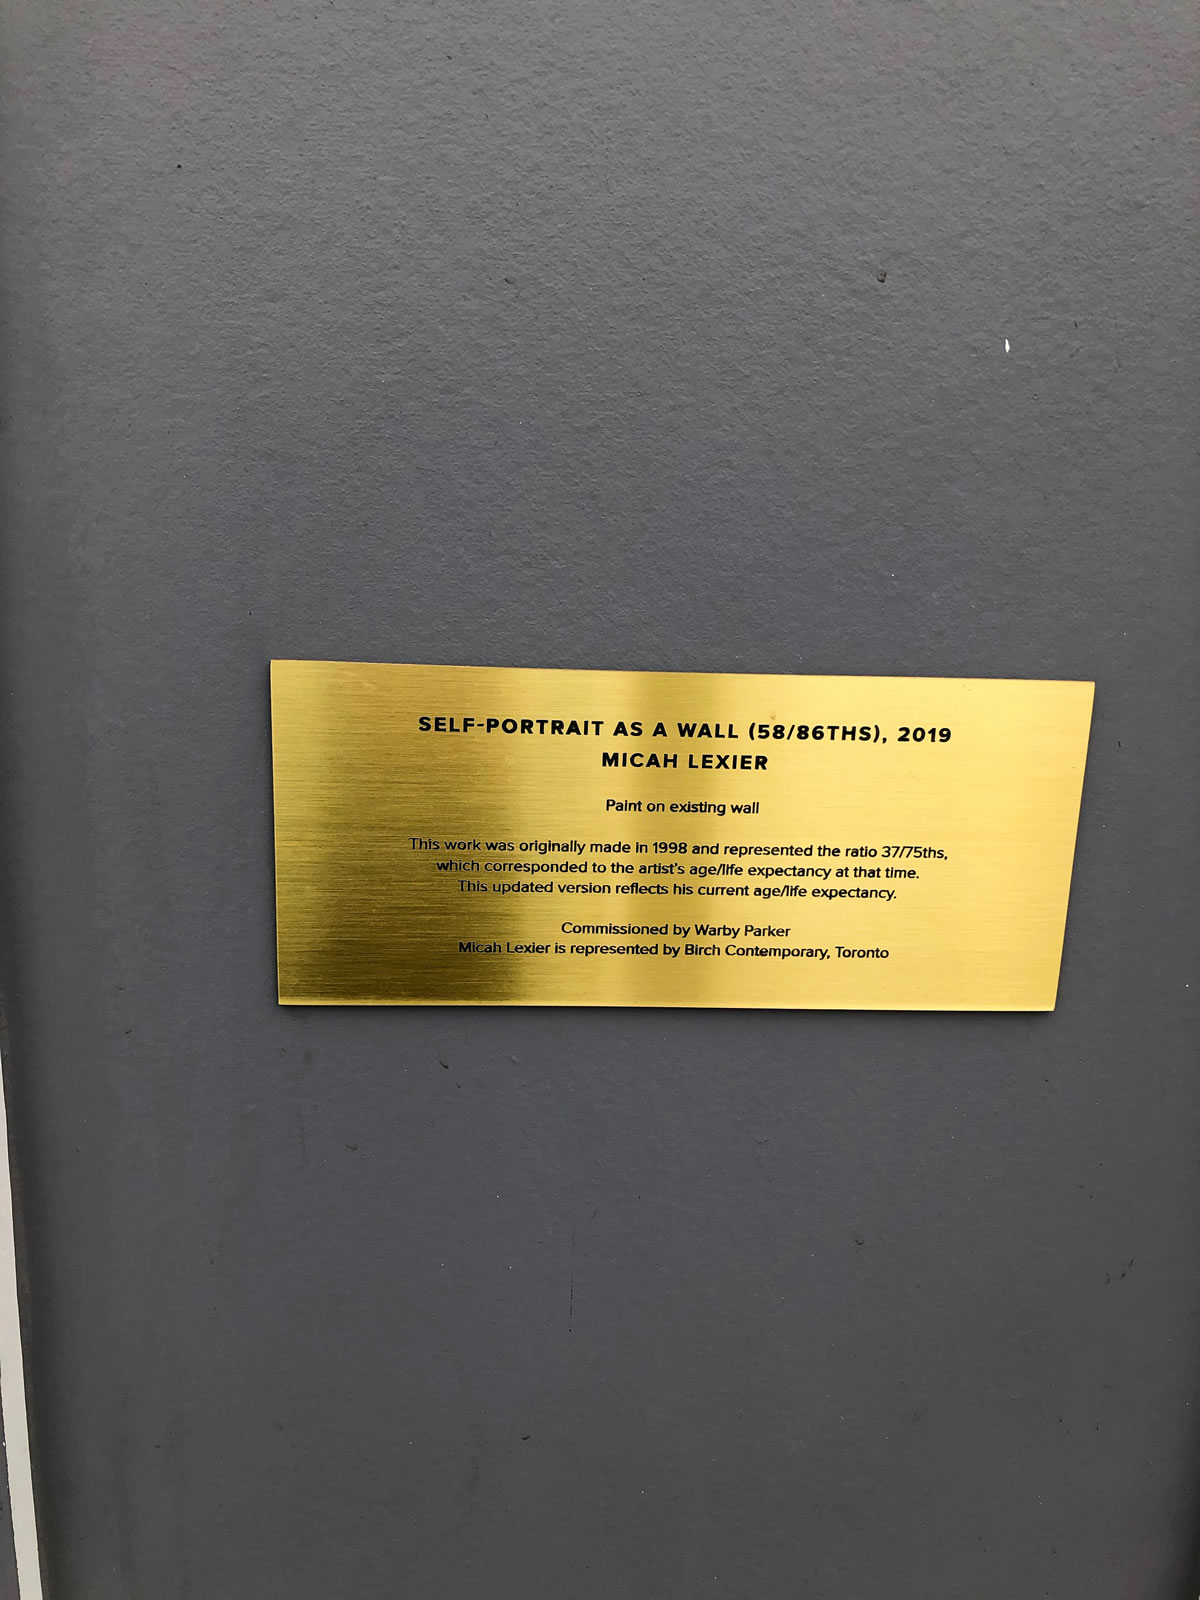 SELF-PORTRAIT AS A WALL (58/86THS), 2019
MICAH LEXIER
Paint on existing wall
This work was originally made in 1998 and represented the ratio 37/75ths,
which corresponded to the artist's age/life expectancy at that time.
This updated version reflects his current age/life expectancy.
Commissioned by Warby Parker
Micah Lexier is represented by Birch Contemporary, Toronto